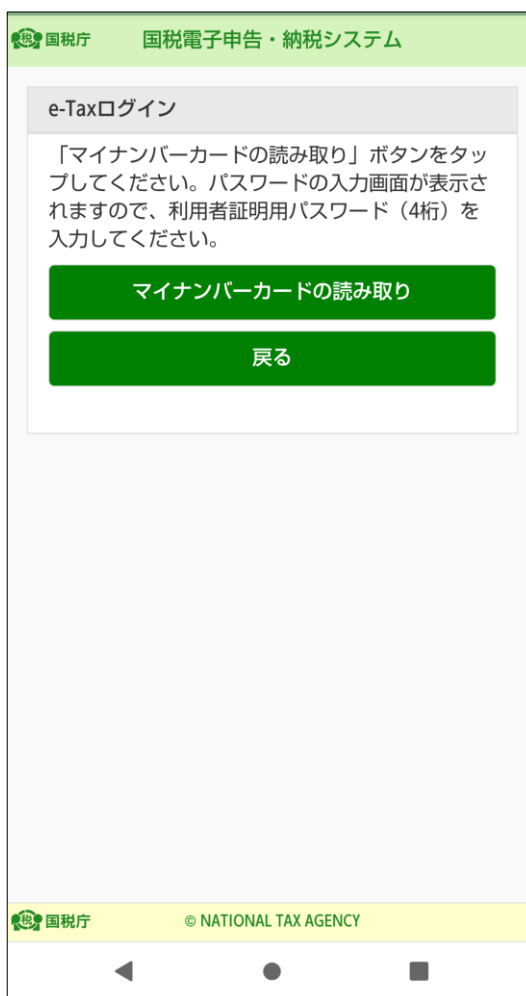 税 国税庁 国税電子申告・納税システム
e-Taxログイン
「マイナンバーカードの読み取り」ボタンをタッ
プしてください。パスワードの入力画面が表示さ
れますので、利用者証明用パスワード（4桁）を
入力してください。
マイナンバーカードの読み取り
戻る
税 国税庁 © NATIONAL TAX AGENCY